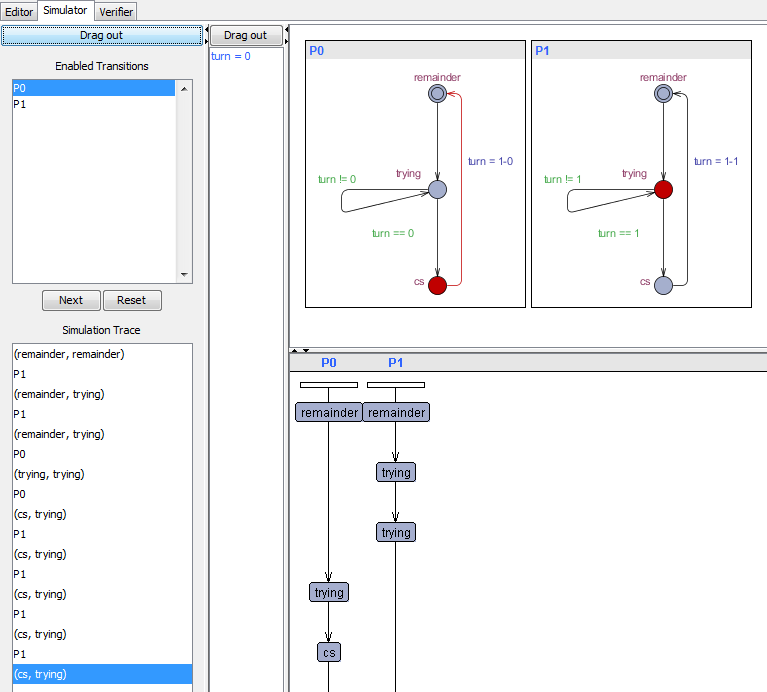 Editor Simulator Verifier
Drag out
Enabled Transitions
P0
P1
Next Reset
Simulation Trace
(remainder, remainder)
P1
(remainder, trying)
P1
(remainder, trying)
P0
(trying, trying)
P0
(cs, trying)
P1
(cs, trying)
P1
(cs, trying)
P1
(cs, trying)
P1
(cs, trying)
Drag out
turn = 0
P0
remainder
turn = 1-0
trying
turn != 0
turn == 0
cs
P1
remainder
turn = 1-1
trying
turn != 1
turn == 1
cs
P0 P1
remainder remainder
trying
trying
trying
cs